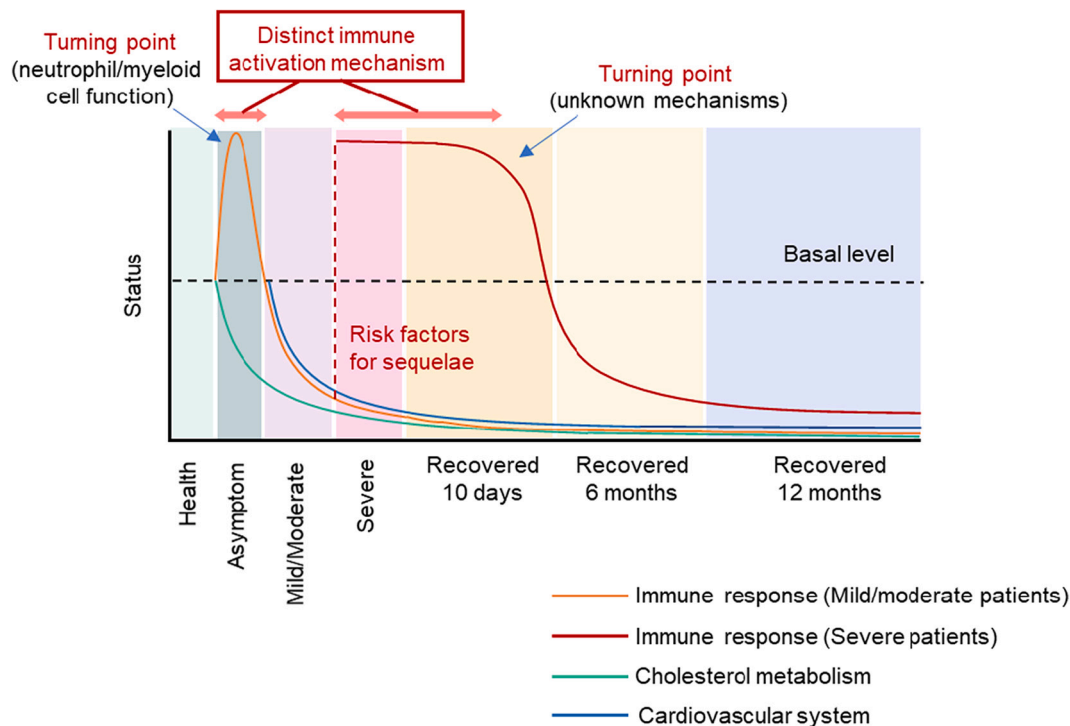 Turning point
(neutrophil/myeloid
cell function)
Distinct immune
activation mechanism
Turning point
(unknown mechanisms)
Basal level
Status
Risk factors
for sequelae
Health
Asymptom
Mild/Moderate
Severe
Recovered
10 days
Recovered
6 months
Recovered
12 months
Immune response (Mild/moderate patients)
Immune response (Severe patients)
Cholesterol metabolism
Cardiovascular system